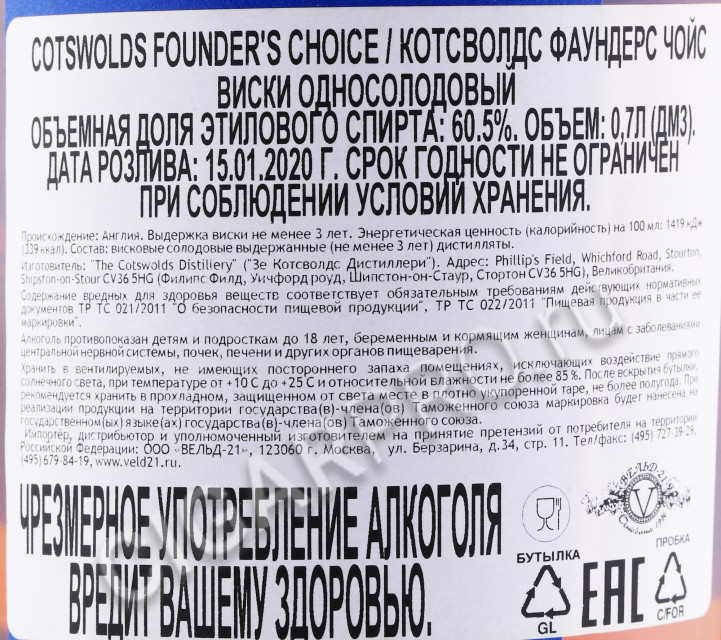 COTSWOLDS FOUNDER'S CHOICE / КОТСВОЛДС ФАУНДЕРС ЧОЙС
ВИСКИ ОДНОСОЛОДОВЫЙ
ОБЪЕМНАЯ ДОЛЯ ЭТИЛОВОГО СПИРТА: 60.5%. ОБЪЕМ: 0,7Л (ДМ3).
ДАТА РОЗЛИВА: 15.01.2020 Г. СРОК ГОДНОСТИ НЕ ОГРАНИЧЕН
ПРИ СОБЛЮДЕНИИ УСЛОВИЙ ХРАНЕНИЯ.
Происхождение: Англия. Выдержка виски не менее 3 лет. Энергетическая ценность (калорийность) на 100 мл: 1419 кДж
(339 ккал). Состав: висковые солодовые выдержанные (не менее 3 лет) дистилляты.
Изготовитель: "The Cotswolds Distillery" ("Зе Котсволдс Дистиллери"). Адрес: Phillip's Field, Whichford Road, Stourton,
Shipston-on-Stour CV36 5HG (Филипс Филд, Уичфорд роуд, Шипстон-он-Стаур, Стортон CV36 5HG), Великобритания.
Содержание вредных для здоровья веществ соответствует обязательным требованиям действующих нормативных
документов ТР ТС 021/2011 "О безопасности пищевой продукции", ТР ТС 022/2011 "Пищевая продукция в части ее
маркировки".
Алкоголь противопоказан детям и подросткам до 18 лет, беременным и кормящим женщинам, лицам с заболеваниями
центральной нервной системы, почек, печени и других органов пищеварения.
Хранить в вентилируемых, не имеющих постороннего запаха помещениях, исключающих воздействие прямого
солнечного света, при температуре от +10 С до +25 С и относительной влажности не более 85 %. После вскрытия бутылки,
рекомендуется хранить в прохладном, защищенном от света месте в плотно укупоренной таре, не более полугода. При
реализации продукции на территории государства(в)-члена(ов) Таможенного союза маркировка будет нанесена на
государственном(ых) языке(ах) государства(в)-члена(ов) Таможенного союза.
Импортер, дистрибьютор и уполномоченный изготовителем на принятие претензий от потребителя на территории
Российской Федерации: ООО «ВЕЛЬД-21», 123060 г. Москва, ул. Берзарина, д.34, стр. 11. Тел/факс: (495) 727-39-29,
(495) 679-84-19, www.veld21.ru.
ЧРЕЗМЕРНОЕ УПОТРЕБЛЕНИЕ АЛКОГОЛЯ
ВРЕДИТ ВАШЕМУ ЗДОРОВЬЮ.
ВЕЛЬД-21
V
БУТЫЛКА
GL
EAC
ПРОБКА
C/FOR
CIGARPRO.ru